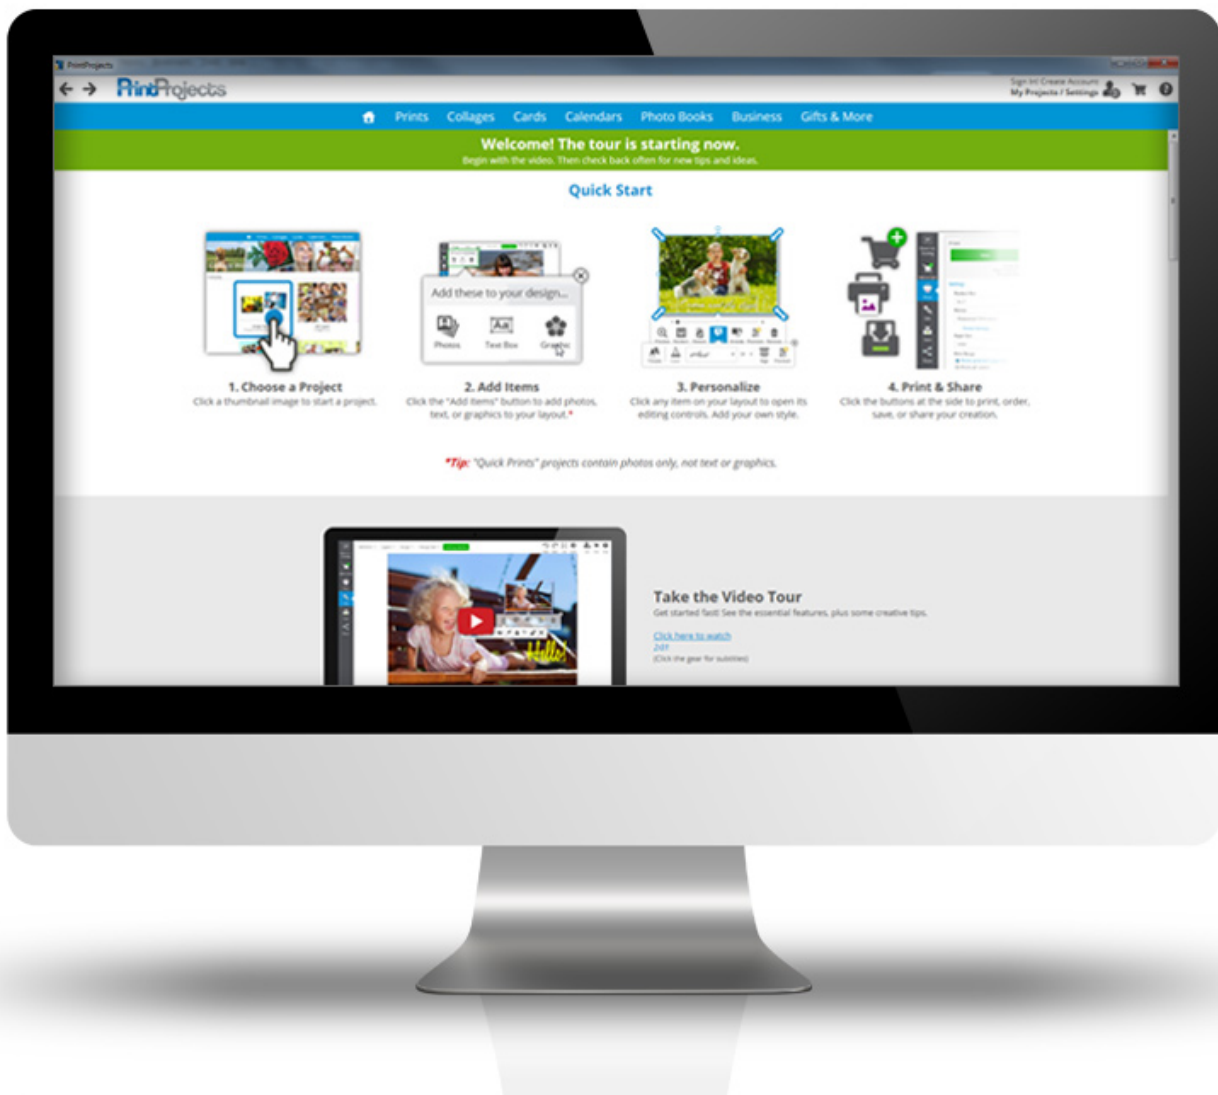 PrintProjects
PrintProjects
Sign In! Create Account
My Projects / Settings
Prints Collages Cards Calendars Photo Books Business Gifts & More
Welcome! The tour is starting now.
Begin with the video. Then check back often for new tips and ideas.
Quick Start
Add these to your design...
Photos
Text Box
Graphic
1. Choose a Project
Click a thumbnail image to start a project.
2. Add Items
Click the "Add Items" button to add photos,
text, or graphics to your layout.*
3. Personalize
Click any item on your layout to open its
editing controls. Add your own style.
4. Print & Share
Click the buttons at the side to print, order,
save, or share your creation.
*Tip: "Quick Prints" projects contain photos only, not text or graphics.
Hello!
Take the Video Tour
Get started fast! See the essential features, plus some creative tips.
Click here to watch
(Click the gear for subtitles)